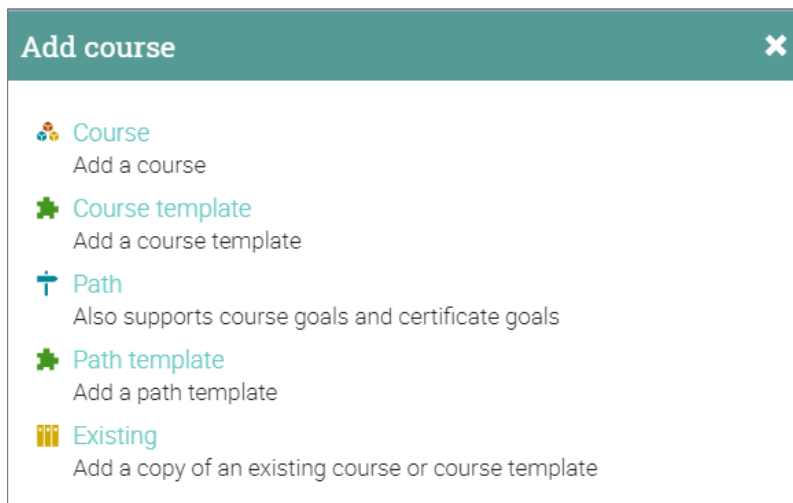 Add course
Course
Add a course
Course template
Add a course template
Path
Also supports course goals and certificate goals
Path template
Add a path template
Existing
Add a copy of an existing course or course template